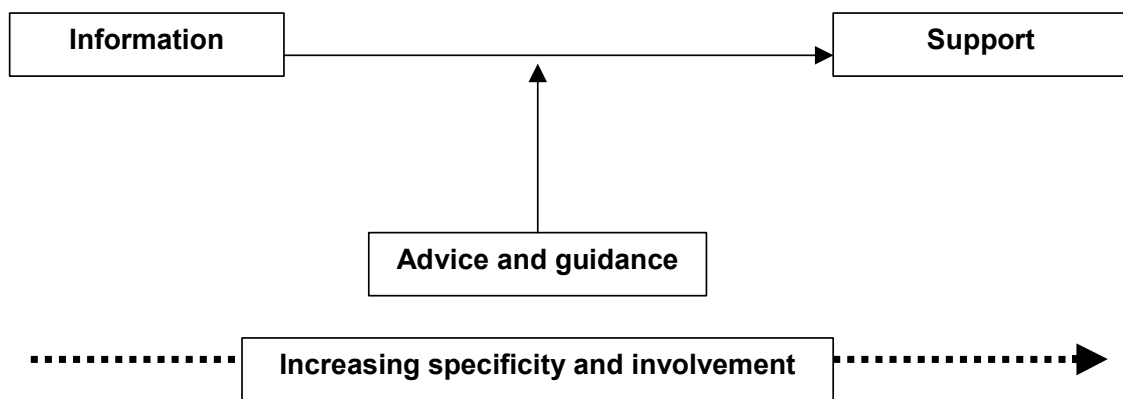 Information
Support
Advice and guidance
Increasing specificity and involvement